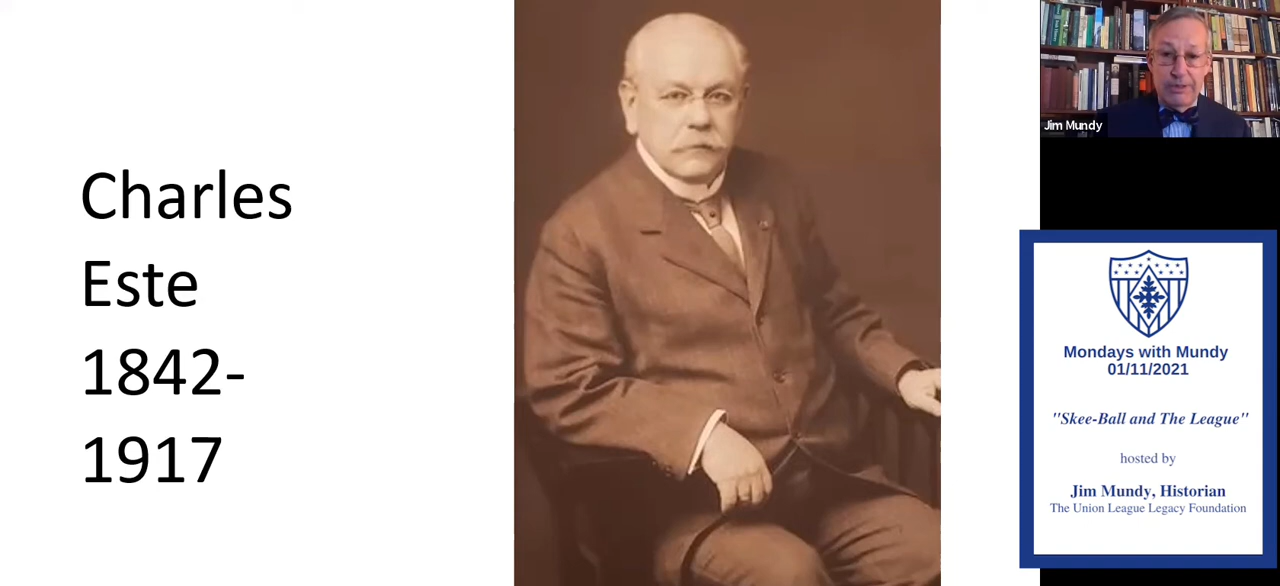 Charles
Este
1842-
1917
Jim Mundy
Mondays with Mundy
01/11/2021
"Skee-Ball and The League"
hosted by
Jim Mundy, Historian
The Union League Legacy Foundation